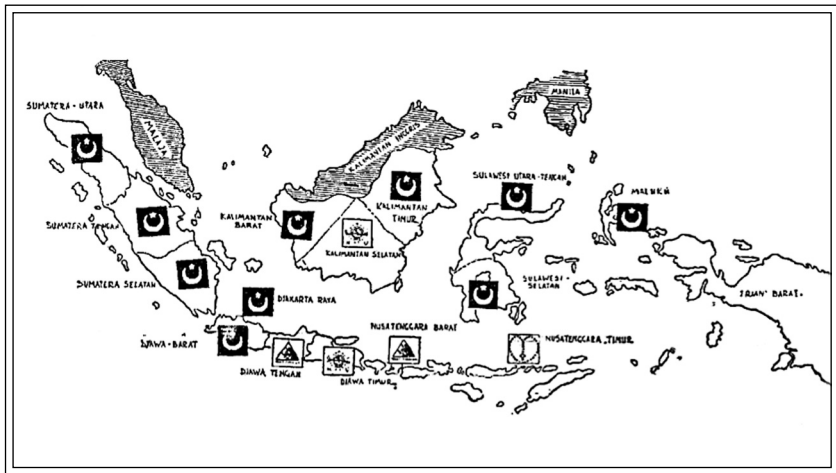 SUMATERA - UTARA
MALAJA
MANILA
KALIMANTAN INGGRIS
SULAWESI UTARA-TENGAH
MALUKU
KALIMANTAN
TIMUR
KALIMANTAN
BARAT
SUMATERA TENGAH
KALIMANTAN SELATAN
SUMATERA SELATAN
SULAWESI-
SELATAN
IRIAN BARAT.
DJAKARTA RAYA
NUSATENGGARA BARAT
NUSATENGGARA TIMUR
DJAWA-BARAT
DJAWA TENGAH
DJAWA TIMUR